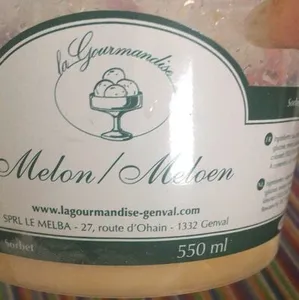 la Gourmandise
Melon / Meloen
www.lagourmandise-genval.com
SPRL LE MELBA - 27, route d'Ohain - 1332 Genval
Sorbet
550 ml